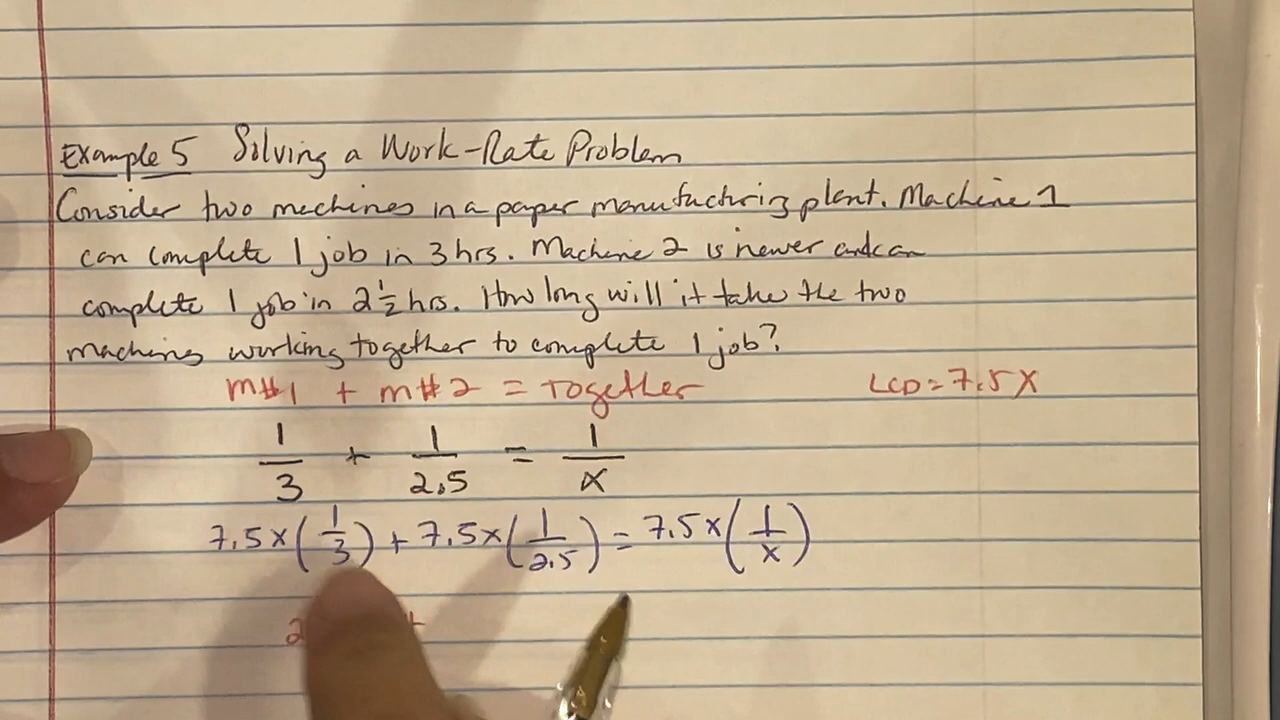 Example 5 Solving a Work-Rate Problem
Consider two machines in a paper manufacturing plant. Machine 1
can complete 1 job in 3 hrs. Machine 2 is newer and can
complete 1 job in 2 1/2 hrs. How long will it take the two
machines working together to complete 1 job?
m#1 + m#2 = Together LCD = 7.5x
1/3 + 1/2.5 = 1/x
7.5x(1/3) + 7.5x(1/2.5) = 7.5x(1/x)
2